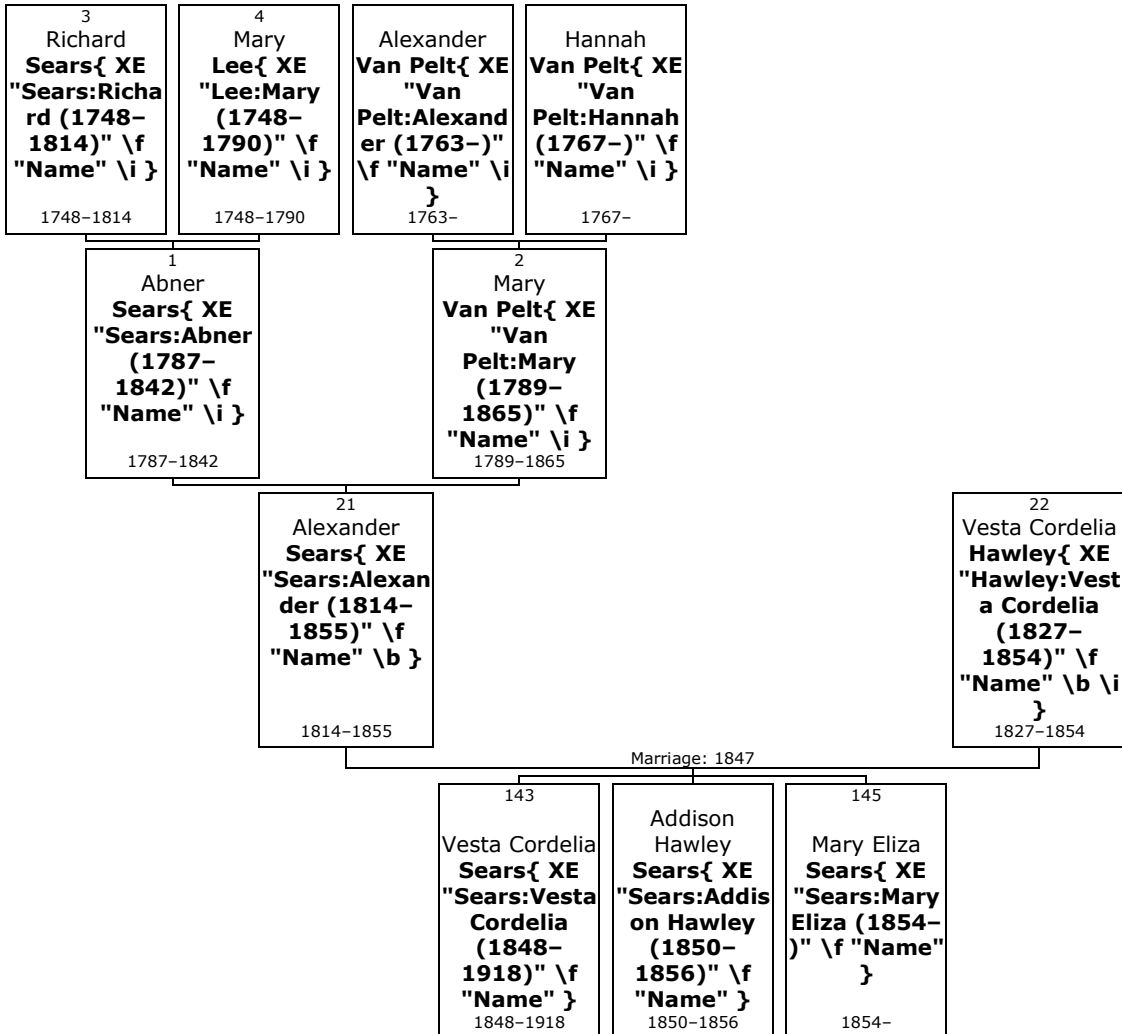 3
Richard
Sears{ XE
"Sears:Richa
rd (1748–
1814)" \f
"Name" \i }
1748–1814
4
Mary
Lee{ XE
"Lee:Mary
(1748–
1790)" \f
"Name" \i }
1748–1790
Alexander
Van Pelt{ XE
"Van
Pelt:Alexand
er (1763–)"
\f "Name" \i
}
1763–
Hannah
Van Pelt{ XE
"Van
Pelt:Hannah
(1767–)" \f
"Name" \i }
1767–
1
Abner
Sears{ XE
"Sears:Abner
(1787–
1842)" \f
"Name" \i }
1787–1842
2
Mary
Van Pelt{ XE
"Van
Pelt:Mary
(1789–
1865)" \f
"Name" \i }
1789–1865
21
Alexander
Sears{ XE
"Sears:Alexan
der (1814–
1855)" \f
"Name" \b }
1814–1855
22
Vesta Cordelia
Hawley{ XE
"Hawley:Vest
a Cordelia
(1827–
1854)" \f
"Name" \b \i
}
1827–1854
Marriage: 1847
143
Vesta Cordelia
Sears{ XE
"Sears:Vesta
Cordelia
(1848–
1918)" \f
"Name" }
1848–1918
Addison
Hawley
Sears{ XE
"Sears:Addis
on Hawley
(1850–
1856)" \f
"Name" }
1850–1856
145
Mary Eliza
Sears{ XE
"Sears:Mary
Eliza (1854–
)" \f "Name"
}
1854–